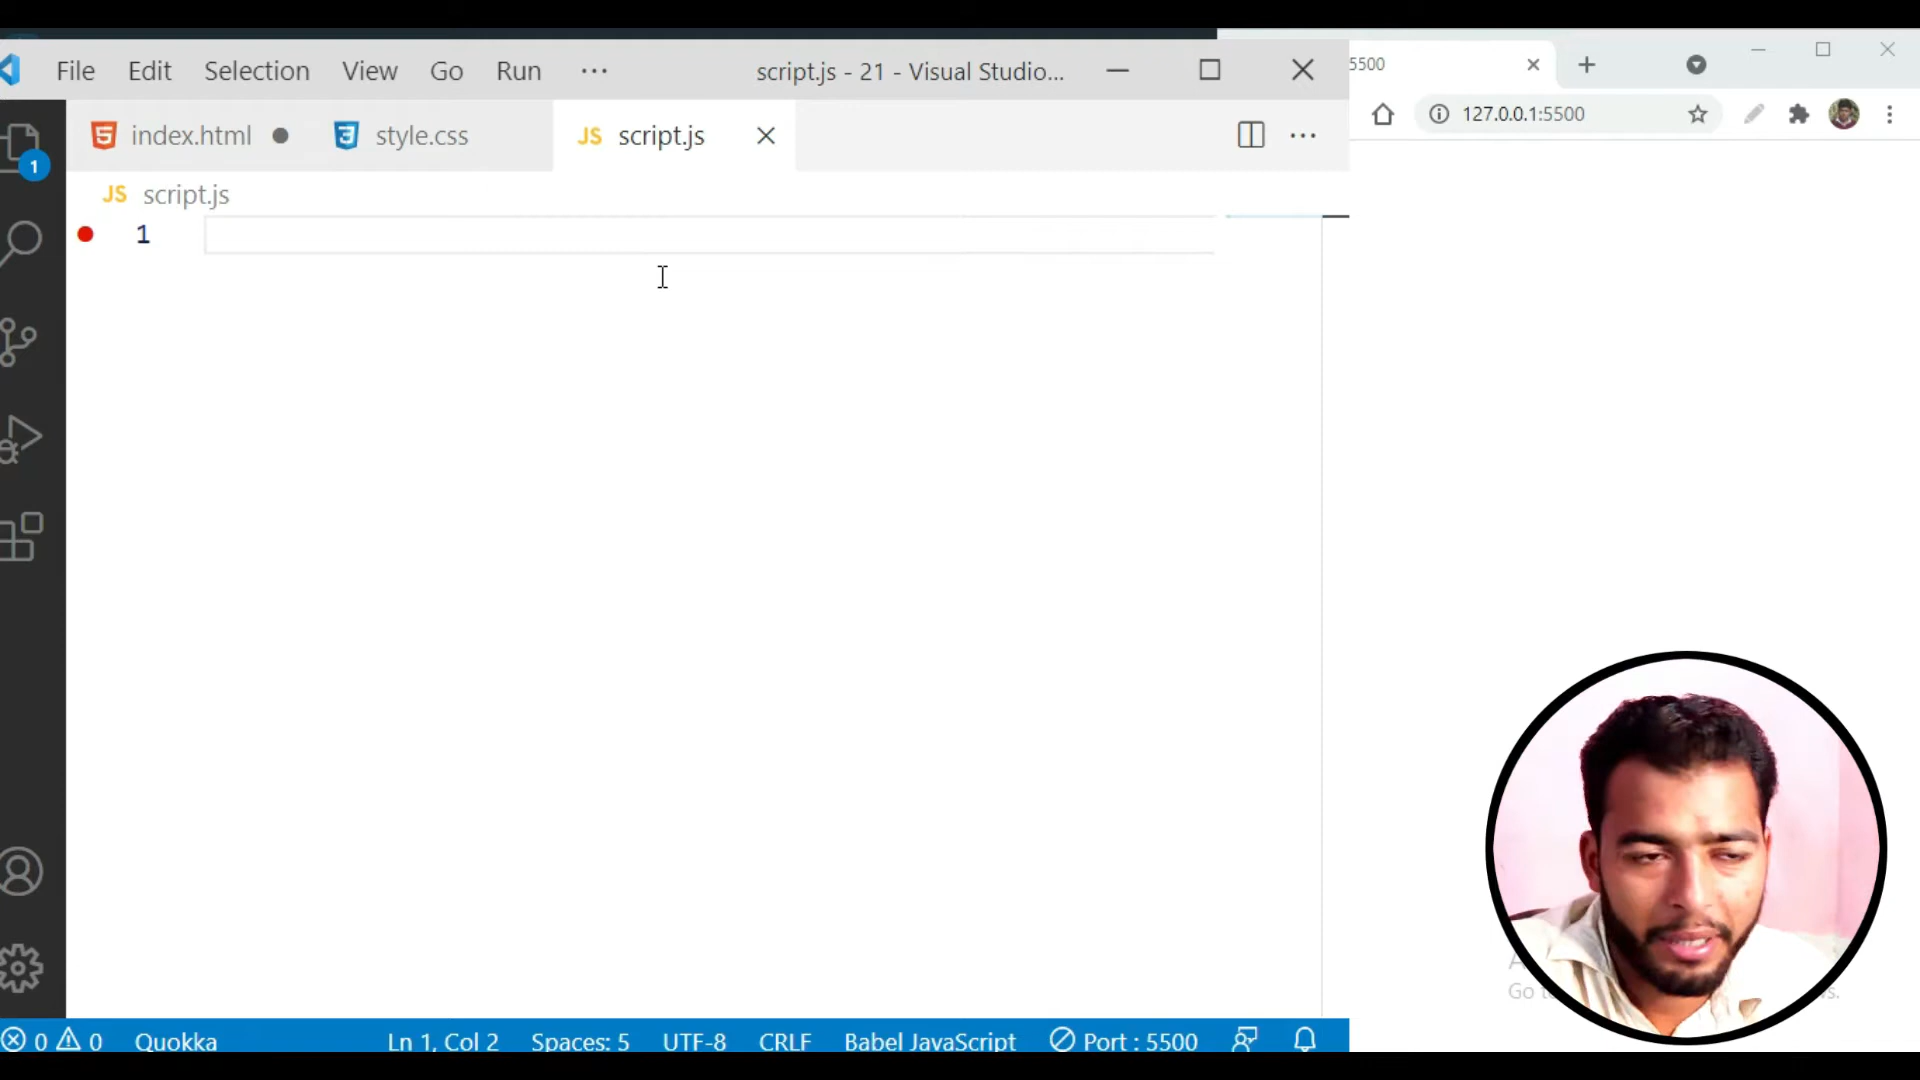 File Edit Selection View Go Run ... script.js - 21 - Visual Studio...
5500
index.html style.css JS script.js
127.0.0.1:5500
1
JS script.js
1
Go t
s.
0 0 Quokka Ln 1, Col 2 Spaces: 5 UTF-8 CRLF Babel JavaScript Port : 5500